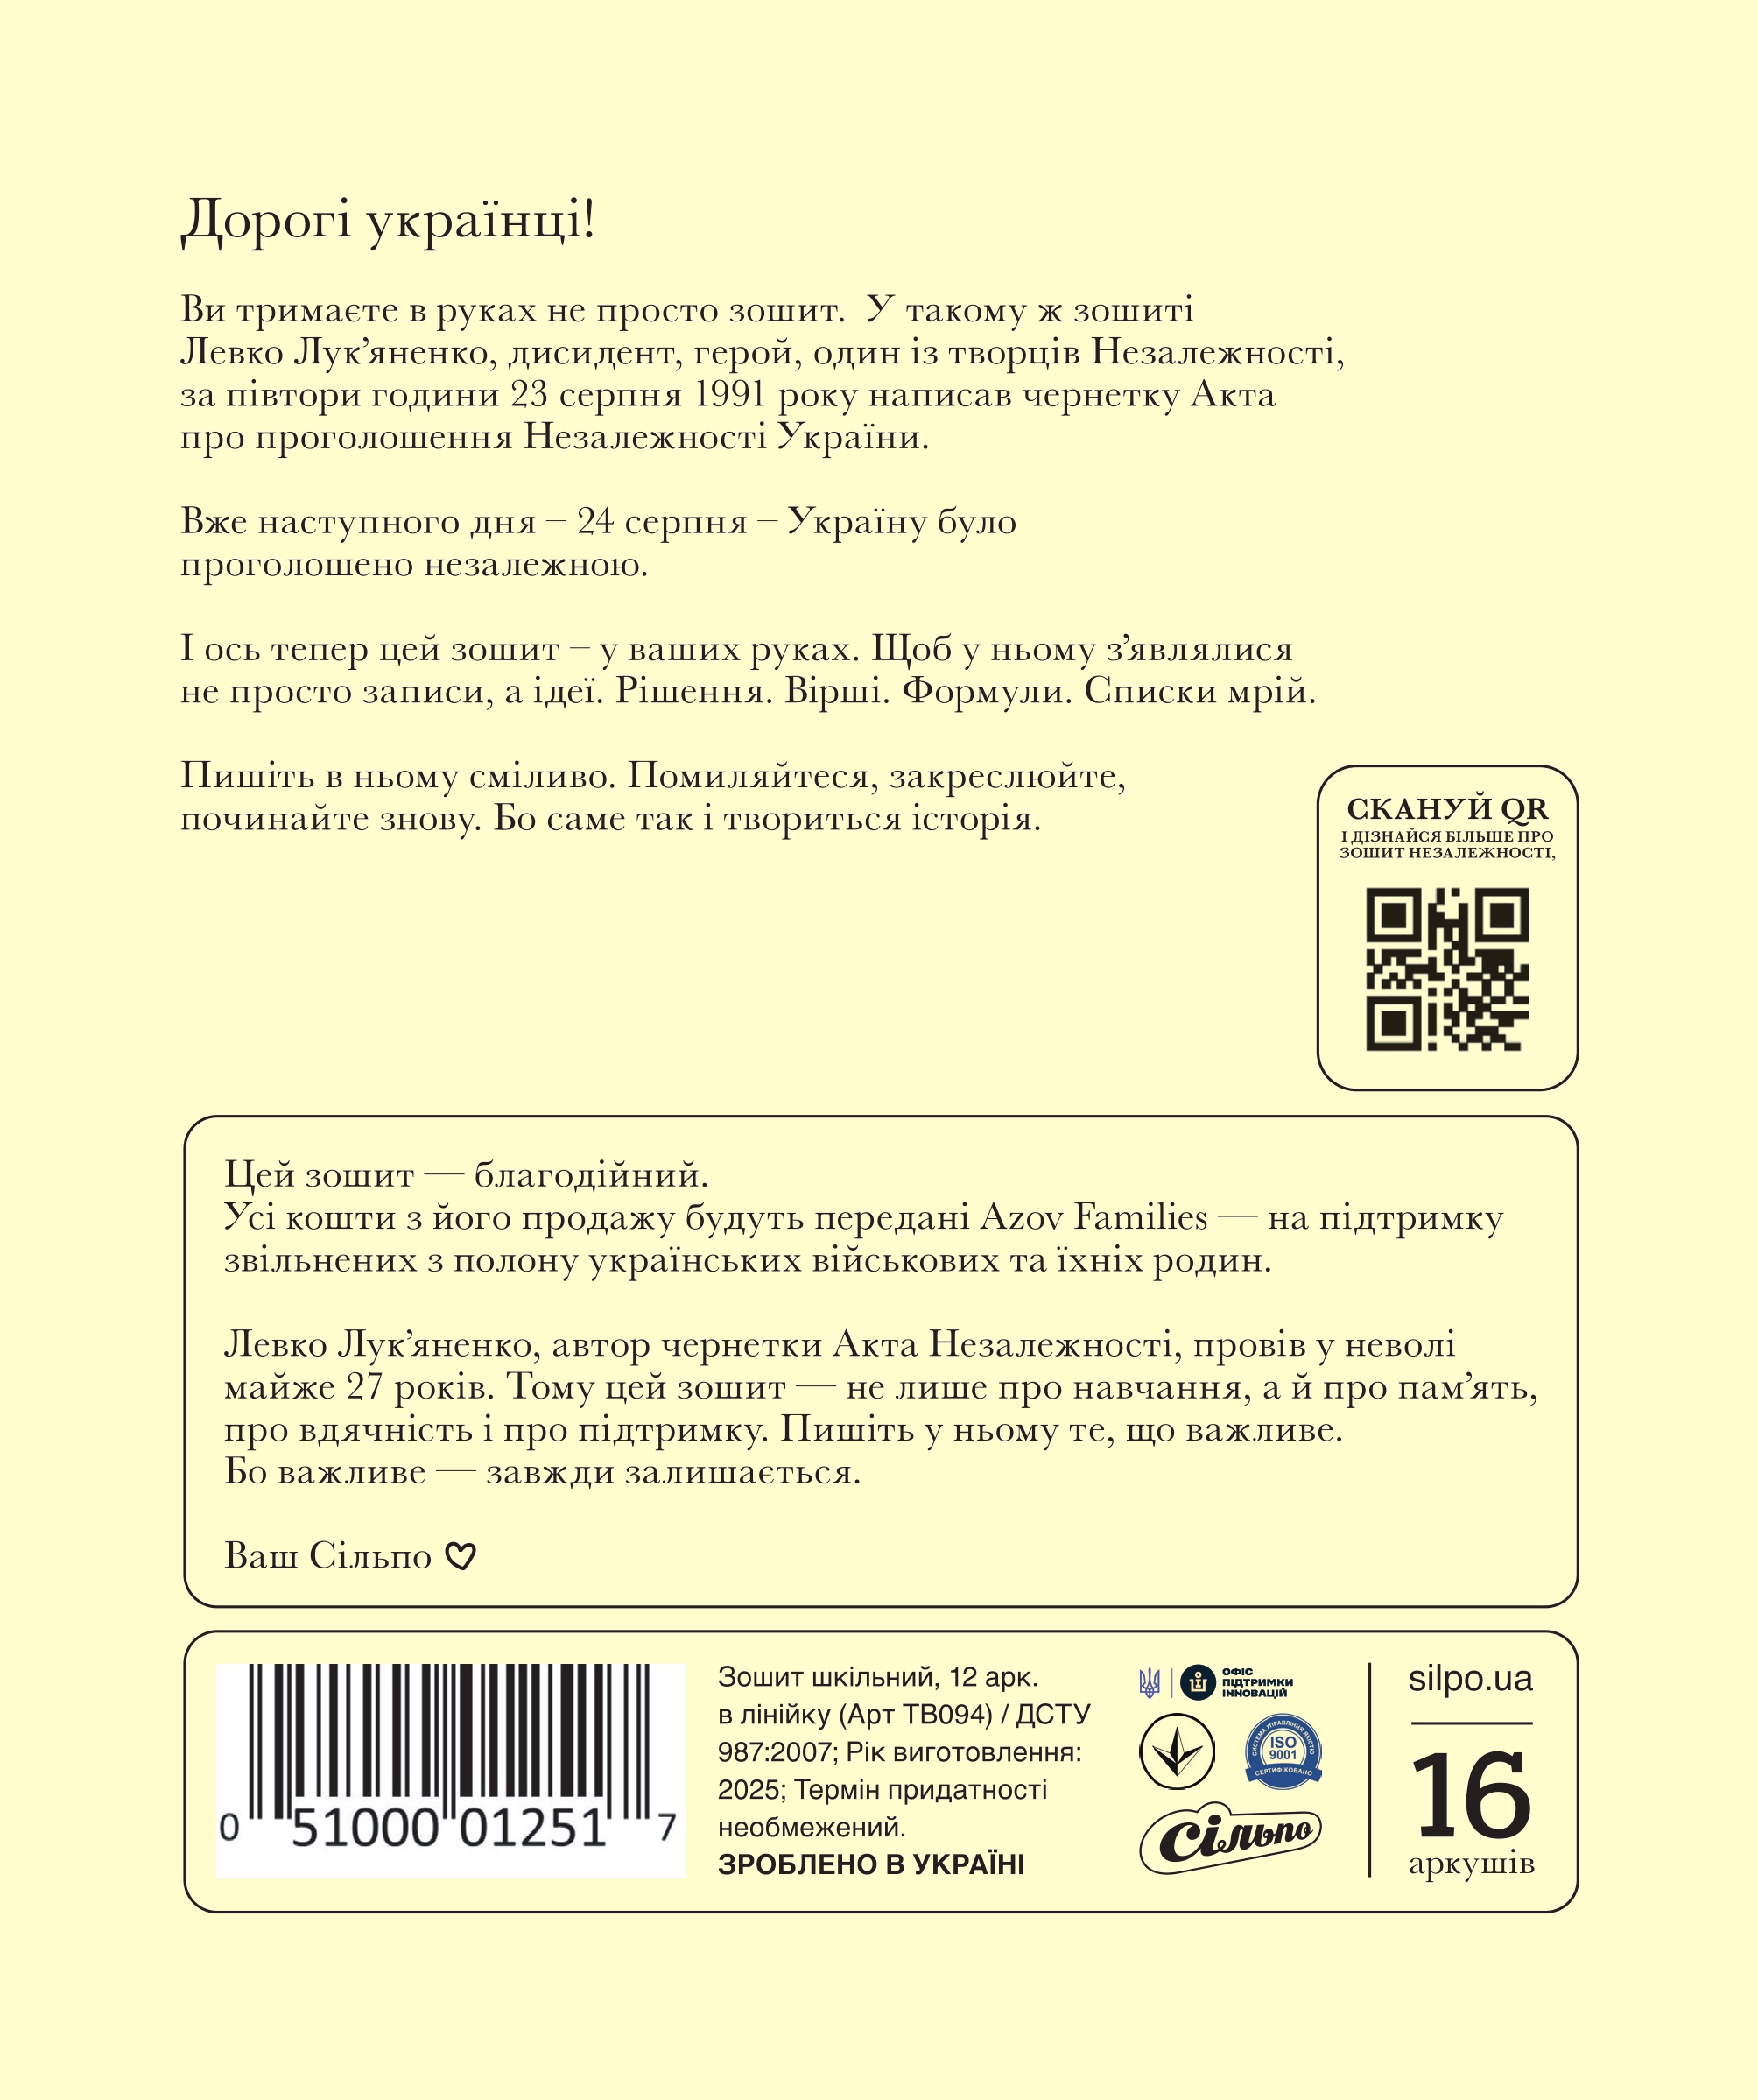 Дорогі українці!
Ви тримаєте в руках не просто зошит. У такому ж зошиті
Левко Лук’яненко, дисидент, герой, один із творців Незалежності,
за півтори години 23 серпня 1991 року написав чернетку Акта
про проголошення Незалежності України.
Вже наступного дня – 24 серпня – Україну було
проголошено незалежною.
І ось тепер цей зошит – у ваших руках. Щоб у ньому з’являлися
не просто записи, а ідеї. Рішення. Вірші. Формули. Списки мрій.
Пишіть в ньому сміливо. Помиляйтеся, закреслюйте,
починайте знову. Бо саме так і твориться історія.
СКАНУЙ QR
І ДІЗНАЙСЯ БІЛЬШЕ ПРО
ЗОШИТ НЕЗАЛЕЖНОСТІ,
Цей зошит — благодійний.
Усі кошти з його продажу будуть передані Azov Families — на підтримку
звільнених з полону українських військових та їхніх родин.
Левко Лук’яненко, автор чернетки Акта Незалежності, провів у неволі
майже 27 років. Тому цей зошит — не лише про навчання, а й про пам’ять,
про вдячність і про підтримку. Пишіть у ньому те, що важливе.
Бо важливе — завжди залишається.
Ваш Сільпо
0 51000 01251 7
Зошит шкільний, 12 арк.
в лінійку (Арт ТВ094) / ДСТУ
987:2007; Рік виготовлення:
2025; Термін придатності
необмежений.
ЗРОБЛЕНО В УКРАЇНІ
ОФІС
ПІДТРИМКИ
ІННОВАЦІЙ
СИСТЕМА УПРАВЛІННЯ ЯКІСТЮ
ISO
9001
СЕРТИФІКОВАНО
Сільпо
silpo.ua
16
аркушів